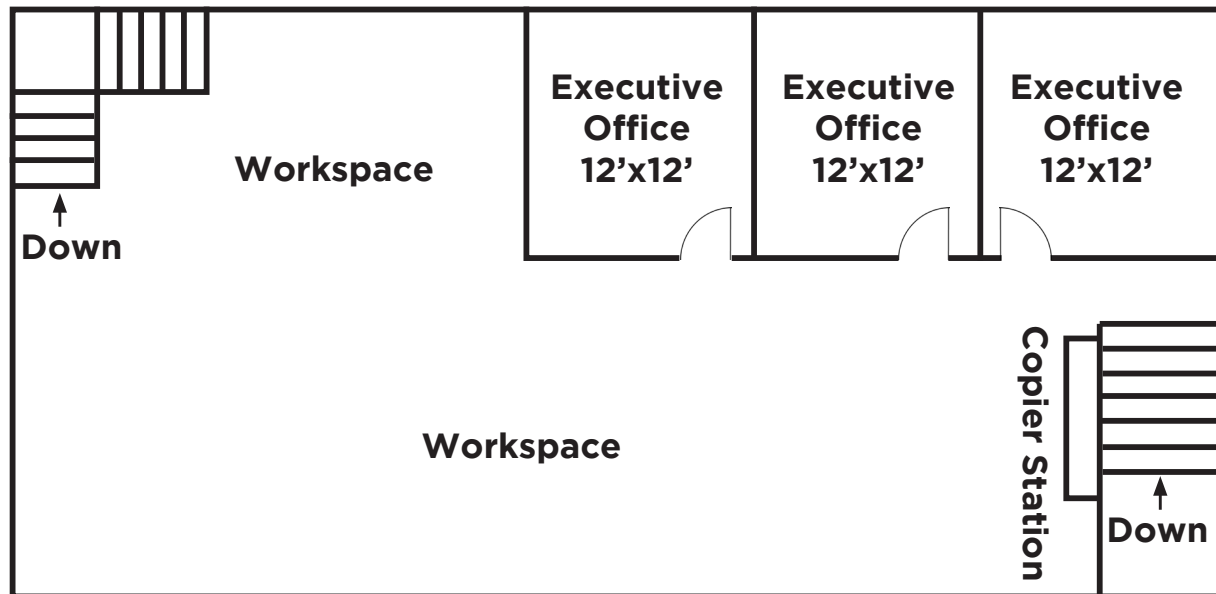 Executive
Office
12’x12’
Executive
Office
12’x12’
Executive
Office
12’x12’
Workspace
Down
Copier Station
Workspace
Down